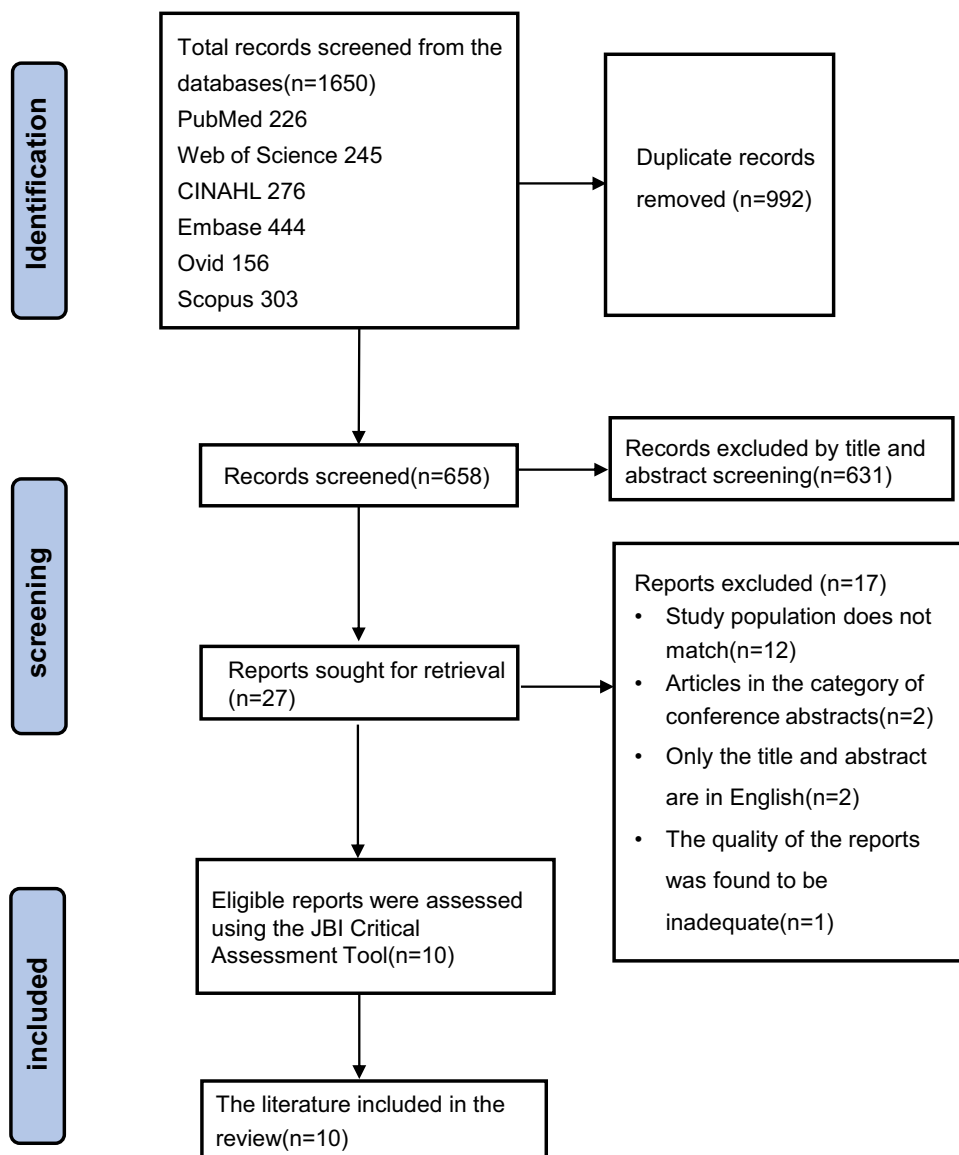 Identification
Total records screened from the
databases(n=1650)
PubMed 226
Web of Science 245
CINAHL 276
Embase 444
Ovid 156
Scopus 303
Duplicate records
removed (n=992)
screening
Records screened(n=658)
Records excluded by title and
abstract screening(n=631)
Reports sought for retrieval
(n=27)
Reports excluded (n=17)
• Study population does not
match(n=12)
• Articles in the category of
conference abstracts(n=2)
• Only the title and abstract
are in English(n=2)
• The quality of the reports
was found to be
inadequate(n=1)
included
Eligible reports were assessed
using the JBI Critical
Assessment Tool(n=10)
The literature included in the
review(n=10)